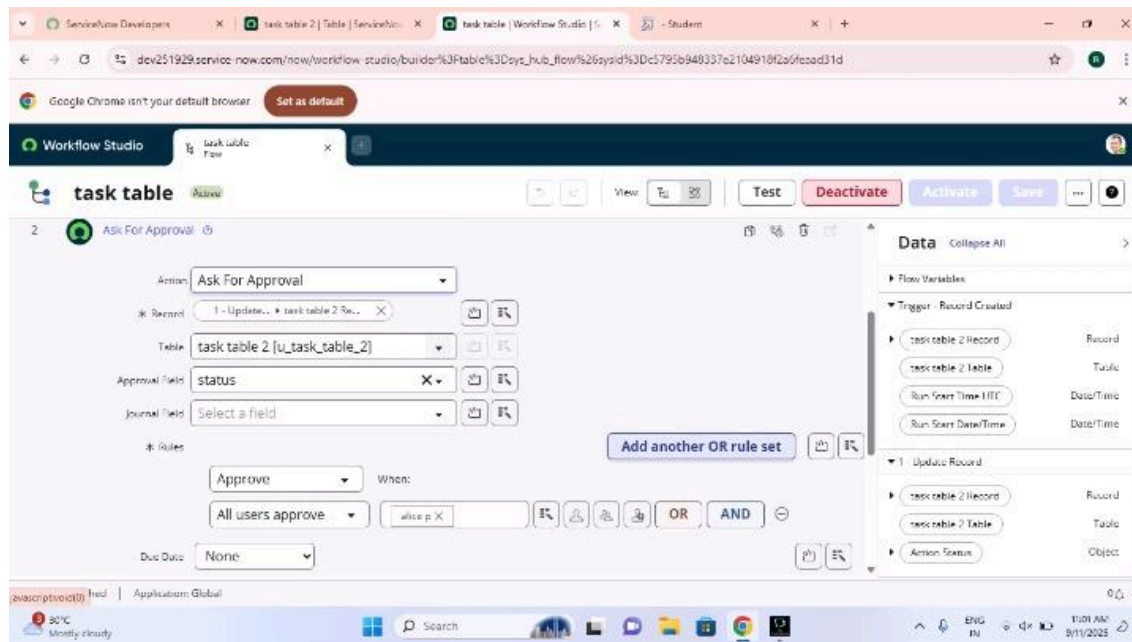 ServiceNow Developers
task table 2 | Table | ServiceNo
task table | Workflow Studio | S
- Student
dev251929.service-now.com/now/workflow-studio/builder%3Ftable%3Dsys_hub_flow%26sysId%3Dc5795b948337e2104918f2a6feaad31d
Google Chrome isn't your default browser
Set as default
Workflow Studio
task table
Flow
task table
Active
View:
Test
Deactivate
Activate
Save
2
Ask For Approval
Data
Collapse All
Action
Ask For Approval
Flow Variables
* Record
1 - Update... ▸ task table 2 Re...
Trigger - Record Created
Table
task table 2 [u_task_table_2]
task table 2 Record
Record
Approval Field
status
task table 2 Table
Table
Journal Field
Select a field
Run Start Time UTC
Date/Time
Run Start Date/Time
Date/Time
* Rules
Add another OR rule set
1 - Update Record
Approve
When:
task table 2 Record
Record
All users approve
alice p
OR
AND
task table 2 Table
Table
Due Date
None
Action Status
Object
javascript:void(0)
hed
Application: Global
0
30°C
Mostly cloudy
Search
ENG
IN
11:01 AM
9/11/2025